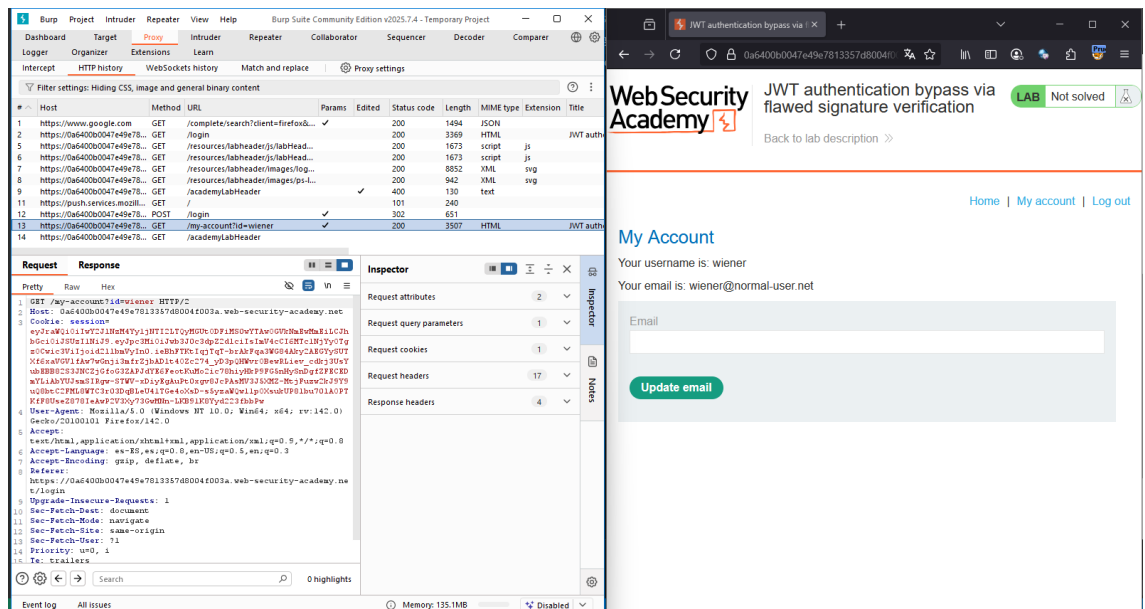 Burp Project Intruder Repeater View Help Burp Suite Community Edition v2025.7.4 - Temporary Project
Dashboard Target Proxy Intruder Repeater Collaborator Sequencer Decoder Comparer
Logger Organizer Extensions Learn
Intercept HTTP history WebSockets history Match and replace Proxy settings
Filter settings: Hiding CSS, image and general binary content
# Host Method URL Params Edited Status code Length MIME type Extension Title
1 https://www.google.com GET /complete/search?client=firefox&... ✓ 200 1494 JSON
2 https://0a6400b0047e49e78... GET /login 200 3369 HTML JWT auth
5 https://0a6400b0047e49e78... GET /resources/labheader/js/labHead... 200 1673 script js
6 https://0a6400b0047e49e78... GET /resources/labheader/js/labHead... 200 1673 script js
7 https://0a6400b0047e49e78... GET /resources/labheader/images/log... 200 8852 XML svg
8 https://0a6400b0047e49e78... GET /resources/labheader/images/ps-l... 200 942 XML svg
9 https://0a6400b0047e49e78... GET /academyLabHeader ✓ 400 130 text
11 https://push.services.mozill... GET / 101 240
12 https://0a6400b0047e49e78... POST /login ✓ 302 651
13 https://0a6400b0047e49e78... GET /my-account?id=wiener ✓ 200 3507 HTML JWT auth
14 https://0a6400b0047e49e78... GET /academyLabHeader
Request Response
Pretty Raw Hex
1 GET /my-account?id=wiener HTTP/2
2 Host: 0a6400b0047e49e7813357d8004f003a.web-security-academy.net
3 Cookie: session=
4 User-Agent: Mozilla/5.0 (Windows NT 10.0; Win64; x64; rv:142.0)
Gecko/20100101 Firefox/142.0
5 Accept:
text/html,application/xhtml+xml,application/xml;q=0.9,*/*;q=0.8
6 Accept-Language: es-ES,es;q=0.8,en-US;q=0.5,en;q=0.3
7 Accept-Encoding: gzip, deflate, br
8 Referer:
https://0a6400b0047e49e7813357d8004f003a.web-security-academy.ne
t/login
9 Upgrade-Insecure-Requests: 1
10 Sec-Fetch-Dest: document
11 Sec-Fetch-Mode: navigate
12 Sec-Fetch-Site: same-origin
13 Sec-Fetch-User: ?1
14 Priority: u=0, i
15 Te: trailers
Search 0 highlights
Event log All issues Memory: 135.1MB Disabled
Inspector
Request attributes 2
Request query parameters 1
Request cookies 1
Request headers 17
Response headers 4
Inspector
Notes
JWT authentication bypass via f
0a6400b0047e49e7813357d8004f0
Web Security
Academy
JWT authentication bypass via
flawed signature verification
Back to lab description
LAB Not solved
Home | My account | Log out
My Account
Your username is: wiener
Your email is: wiener@normal-user.net
Email
Update email